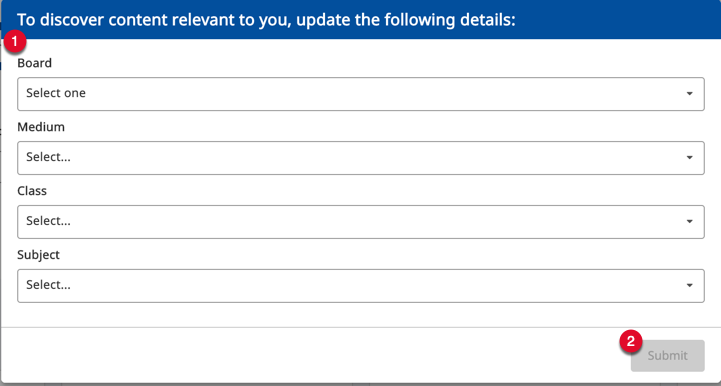 To discover content relevant to you, update the following details:
1
Board
Select one
Medium
Select...
Class
Select...
Subject
Select...
2
Submit